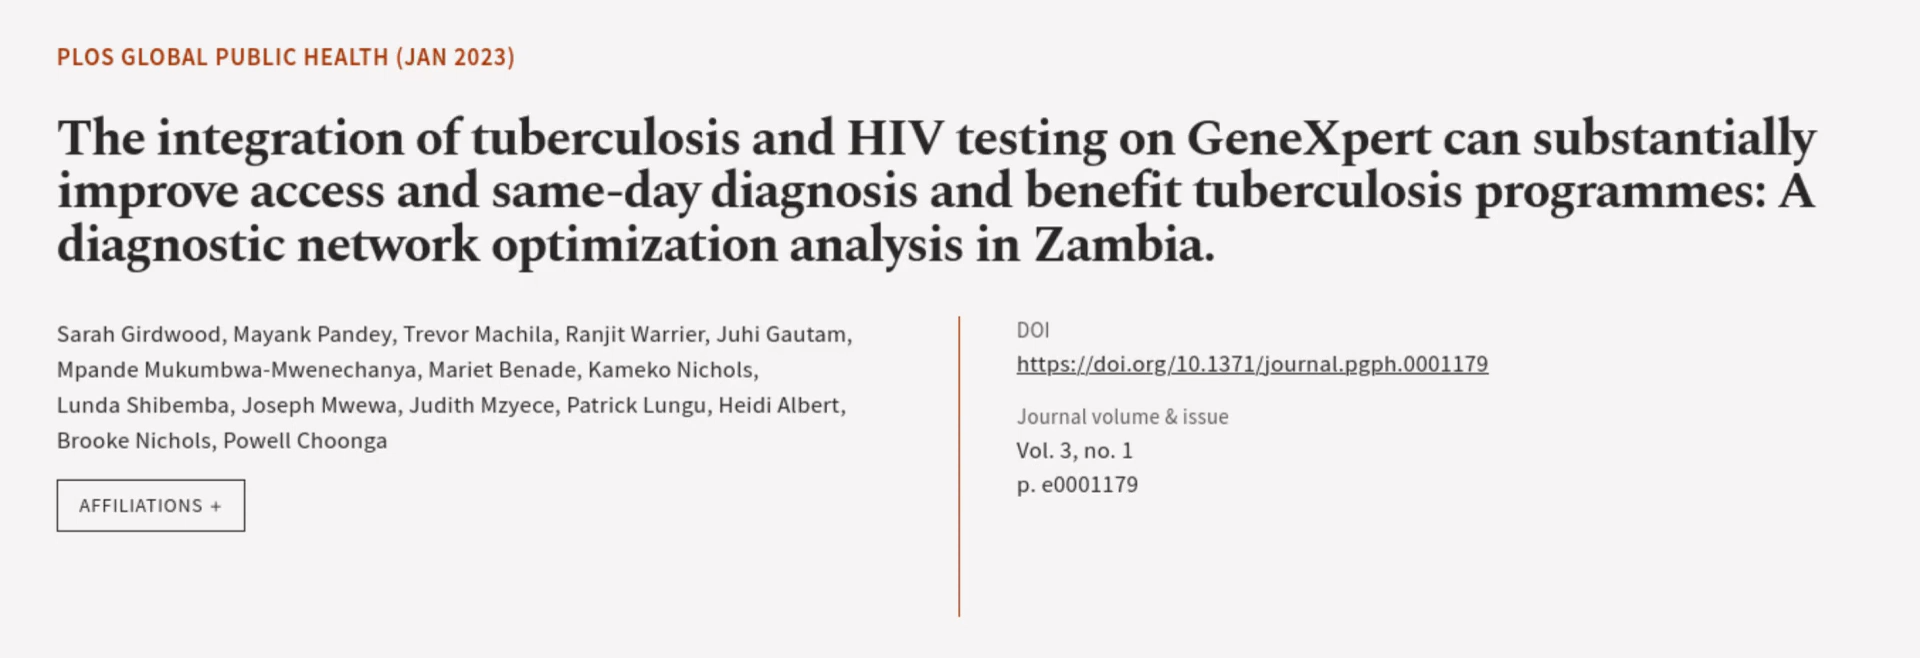 PLOS GLOBAL PUBLIC HEALTH (JAN 2023)
The integration of tuberculosis and HIV testing on GeneXpert can substantially
improve access and same-day diagnosis and benefit tuberculosis programmes: A
diagnostic network optimization analysis in Zambia.
Sarah Girdwood, Mayank Pandey, Trevor Machila, Ranjit Warrier, Juhi Gautam,
Mpande Mukumbwa-Mwenechanya, Mariet Benade, Kameko Nichols,
Lunda Shibemba, Joseph Mwewa, Judith Mzyece, Patrick Lungu, Heidi Albert,
Brooke Nichols, Powell Choonga
AFFILIATIONS +
DOI
https://doi.org/10.1371/journal.pgph.0001179
Journal volume & issue
Vol. 3, no. 1
p. e0001179